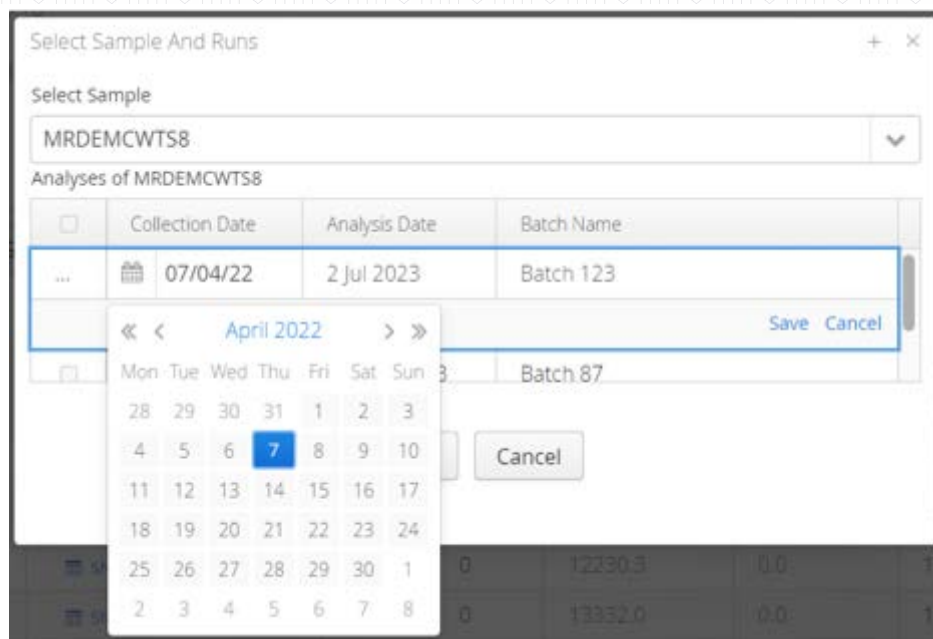 Select Sample And Runs + ×
Select Sample
MRDEMCWTS8
Analyses of MRDEMCWTS8
Collection Date Analysis Date Batch Name
... 07/04/22 2 Jul 2023 Batch 123
Save Cancel
« < April 2022 > »
Mon Tue Wed Thu Fri Sat Sun
3 Batch 87
28 29 30 31 1 2 3
4 5 6 7 8 9 10
Cancel
11 12 13 14 15 16 17
18 19 20 21 22 23 24
25 26 27 28 29 30 1
0 12230.3 0.0 1
2 3 4 5 6 7 8
0 13332.0 0.0 1